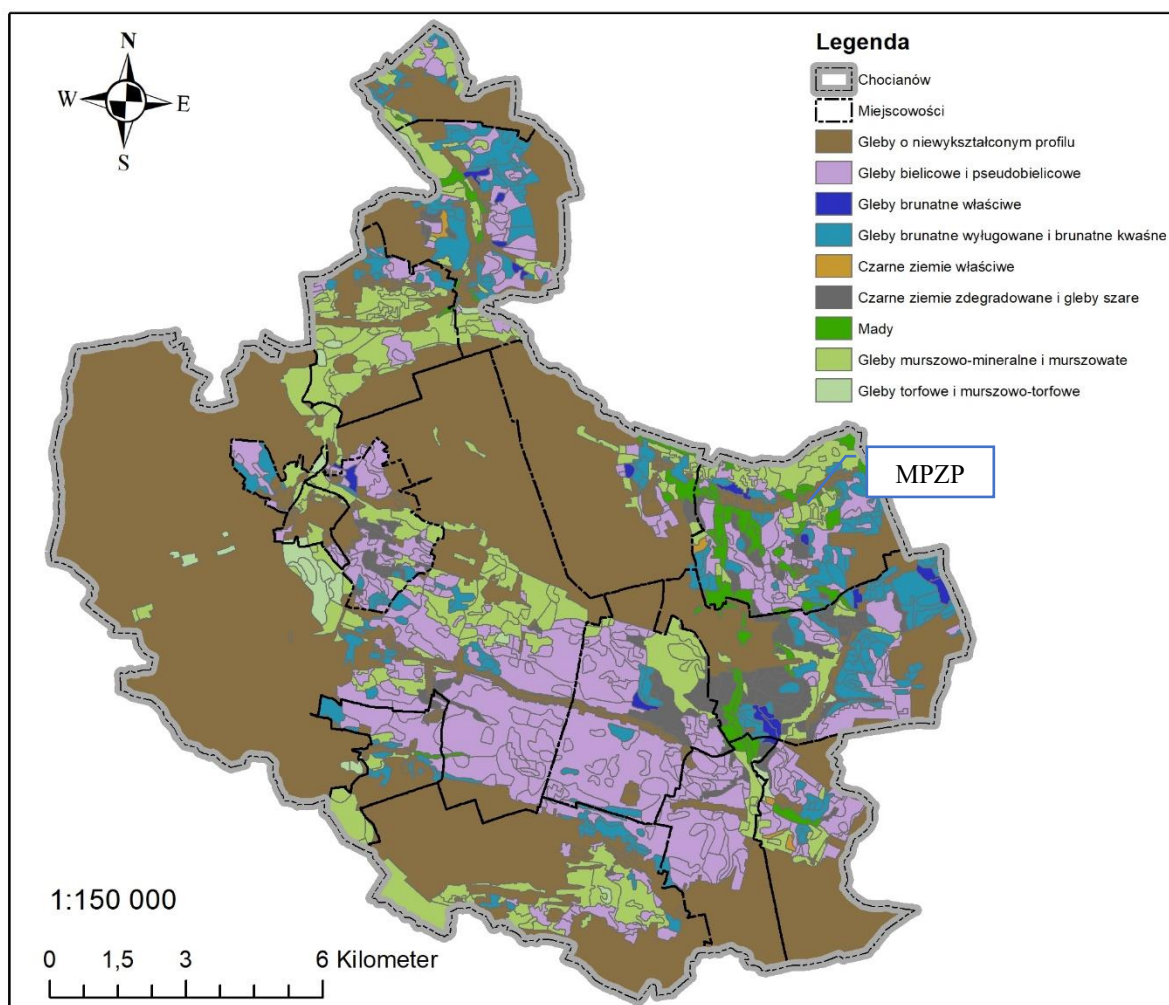 N
W
E
S
Legenda
Chocianów
Miejscowości
Gleby o niewykształconym profilu
Gleby bielicowe i pseudobielicowe
Gleby brunatne właściwe
Gleby brunatne wyługowane i brunatne kwaśne
Czarne ziemie właściwe
Czarne ziemie zdegradowane i gleby szare
Mady
Gleby murszowo-mineralne i murszowate
Gleby torfowe i murszowo-torfowe
MPZP
1:150 000
0 1,5 3 6 Kilometer